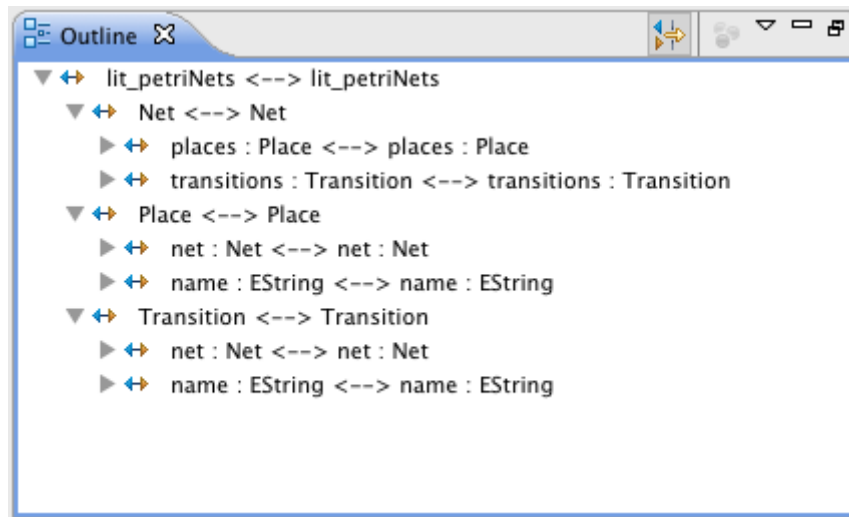 Outline
lit_petriNets <--> lit_petriNets
Net <--> Net
places : Place <--> places : Place
transitions : Transition <--> transitions : Transition
Place <--> Place
net : Net <--> net : Net
name : EString <--> name : EString
Transition <--> Transition
net : Net <--> net : Net
name : EString <--> name : EString